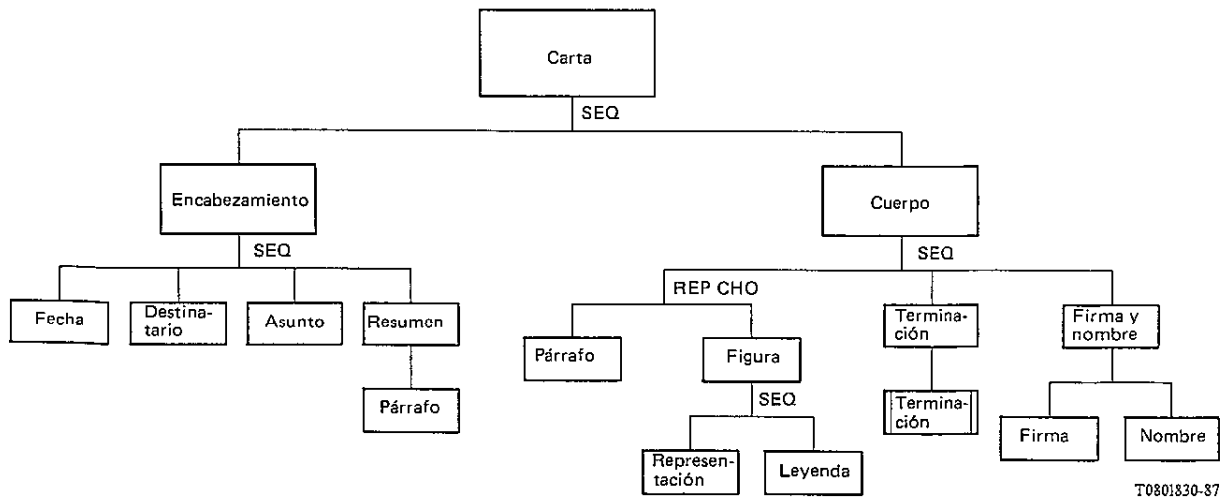 Carta
SEQ
Encabezamiento
Cuerpo
SEQ
SEQ
REP CHO
Fecha
Destina-
tario
Asunto
Resumen
Párrafo
Figura
Termina-
ción
Firma y
nombre
Párrafo
SEQ
Termina-
ción
Firma
Nombre
Represen-
tación
Leyenda
T0801830-87